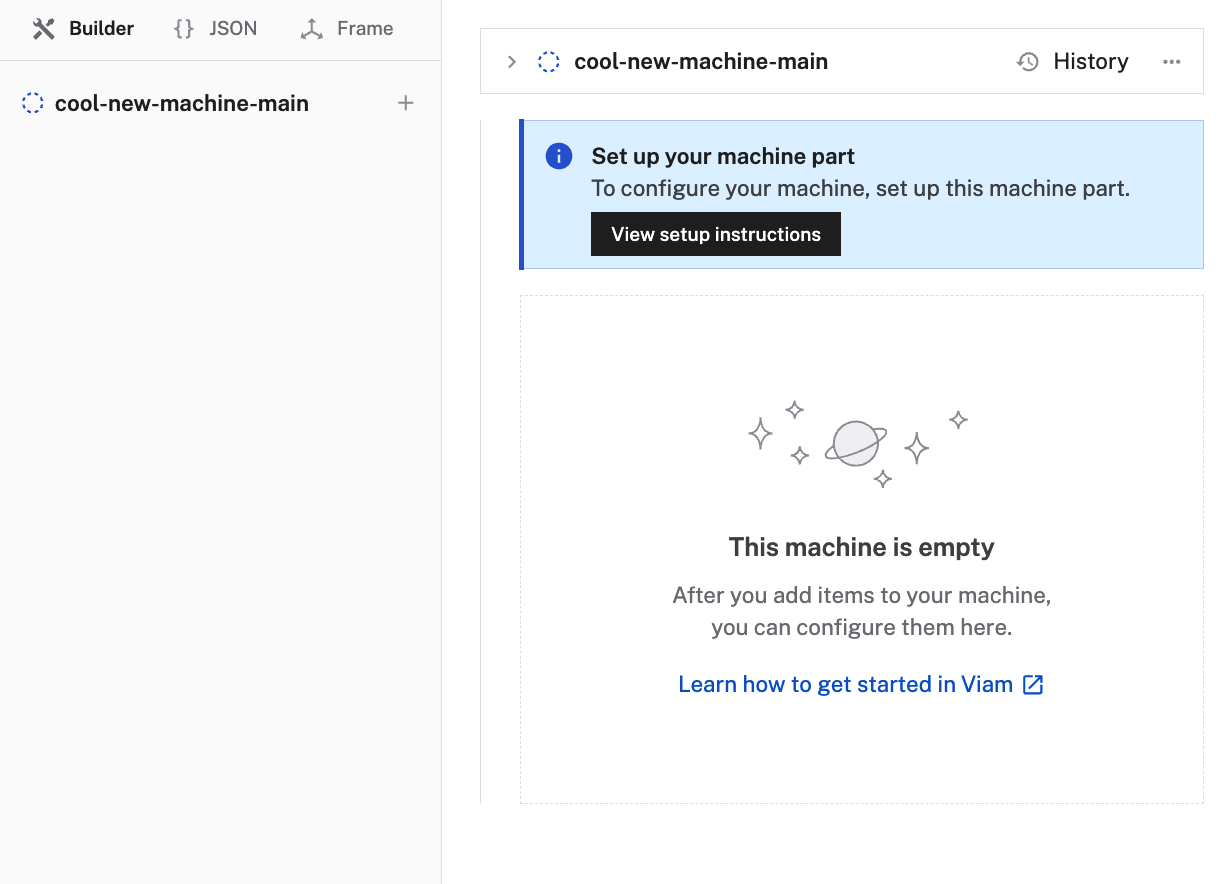 Builder
{} JSON
Frame
cool-new-machine-main
cool-new-machine-main
History
Set up your machine part
To configure your machine, set up this machine part.
View setup instructions
This machine is empty
After you add items to your machine,
you can configure them here.
Learn how to get started in Viam